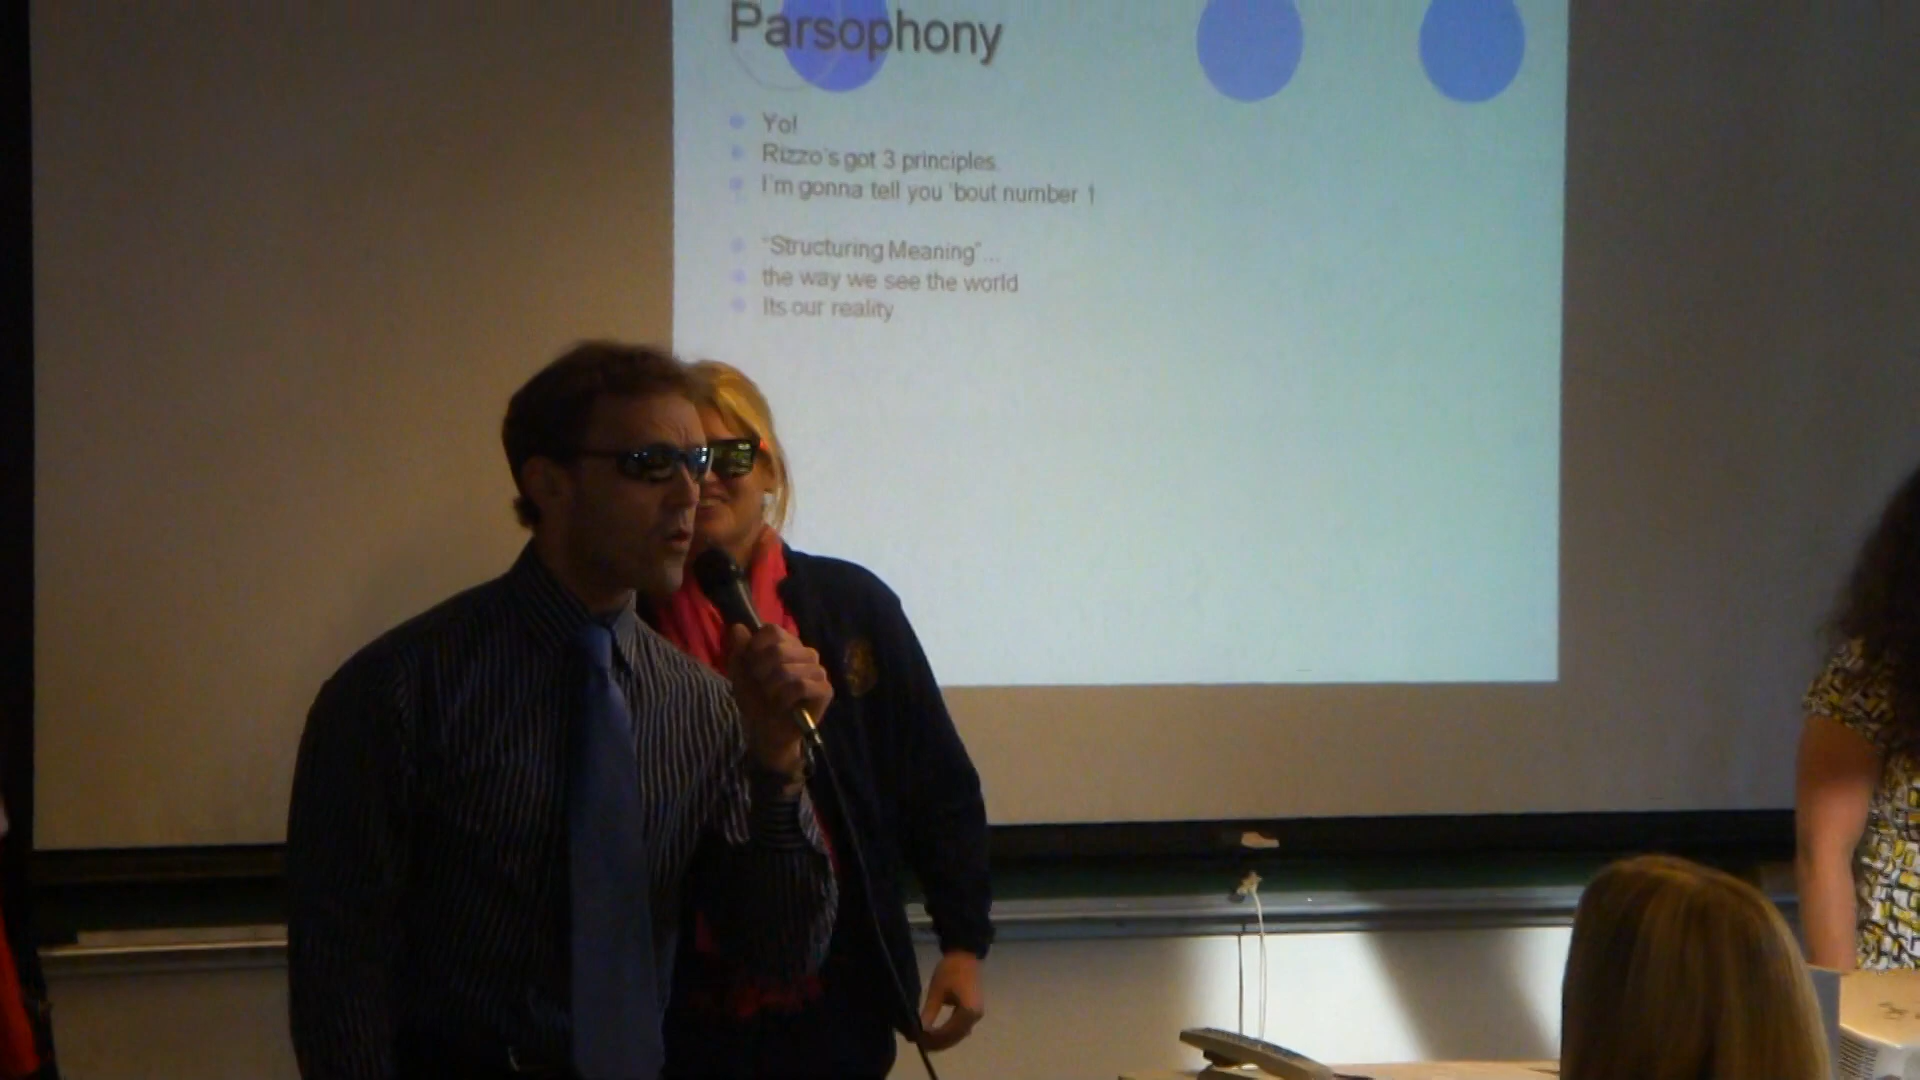 Parsophony
Yo!
Rizzo's got 3 principles.
I'm gonna tell you 'bout number 1
"Structuring Meaning"...
the way we see the world
Its our reality